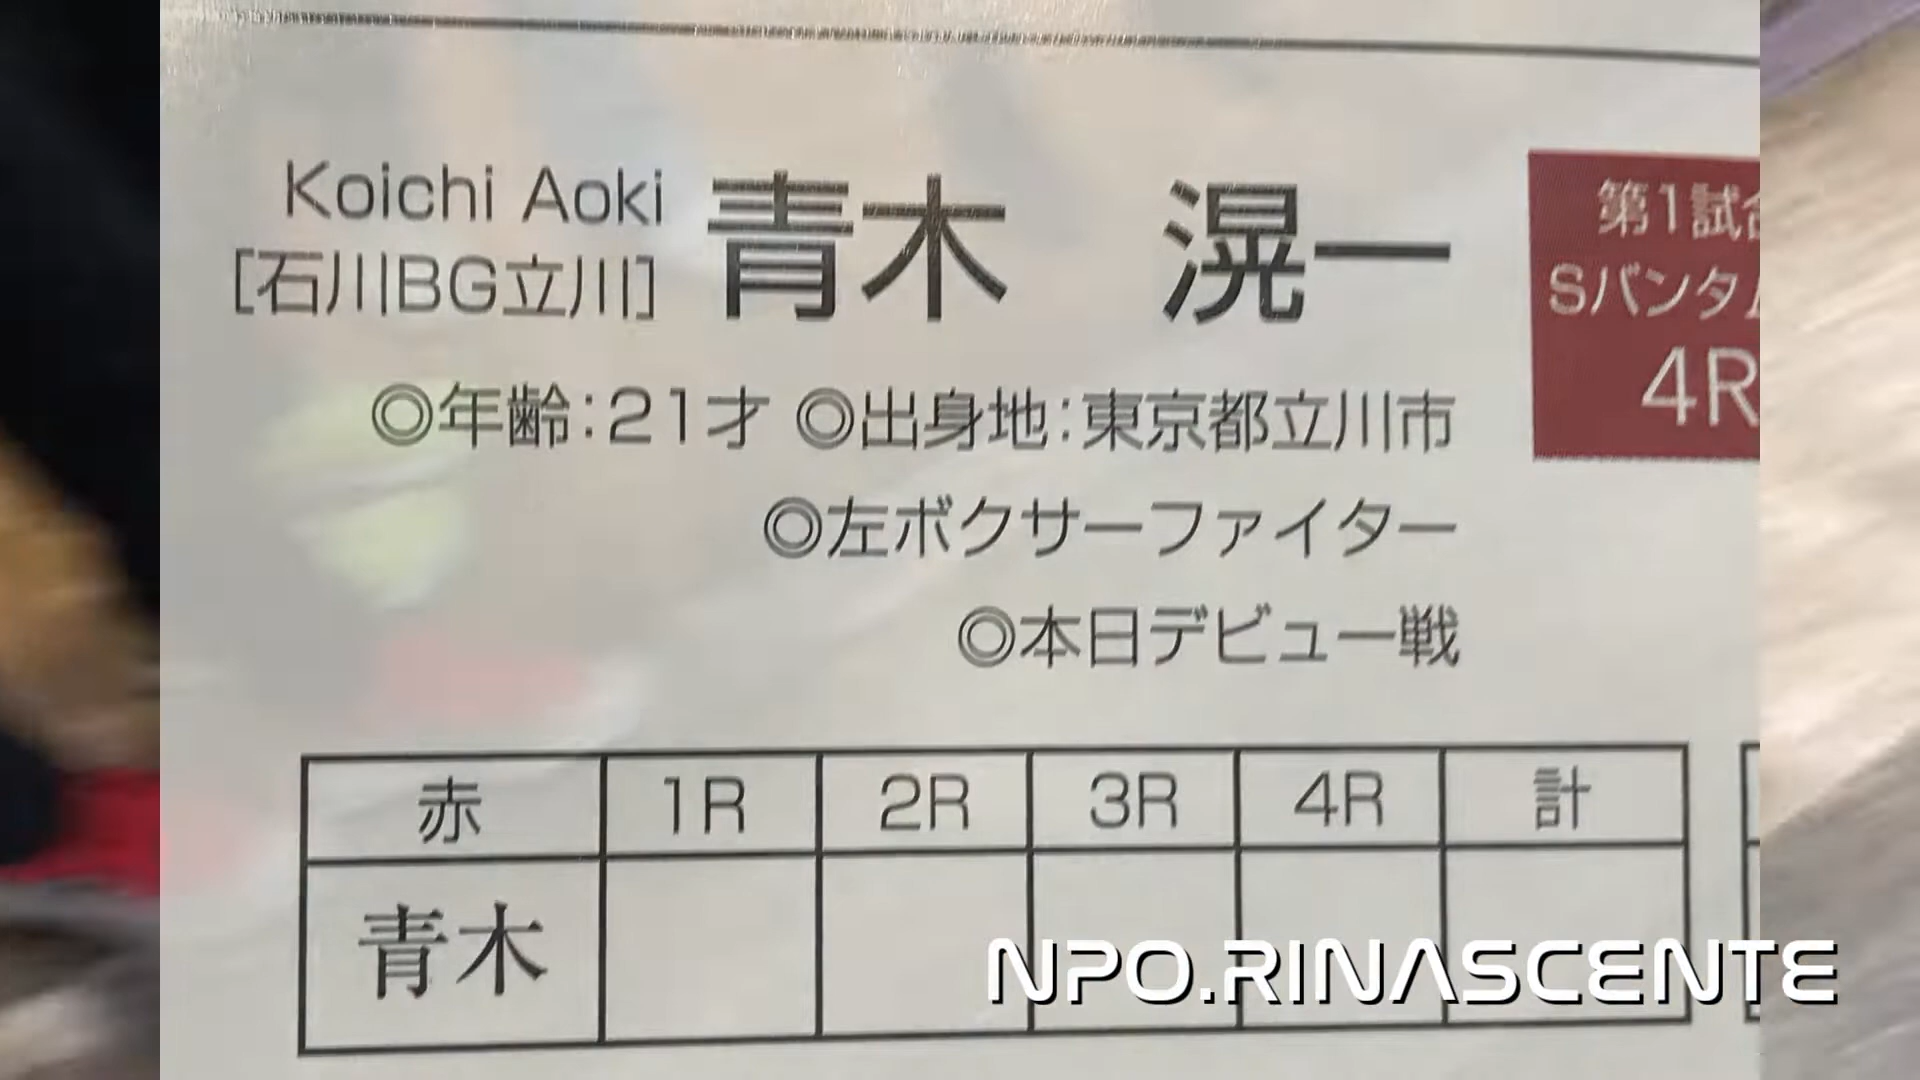 Koichi Aoki
[石川BG立川]
青木 滉一
第1試合
Sバンタム
4R
◎年齢:21才 ◎出身地:東京都立川市
◎左ボクサーファイター
◎本日デビュー戦
赤 1R 2R 3R 4R 計
青木
NPO.RINASCENTE